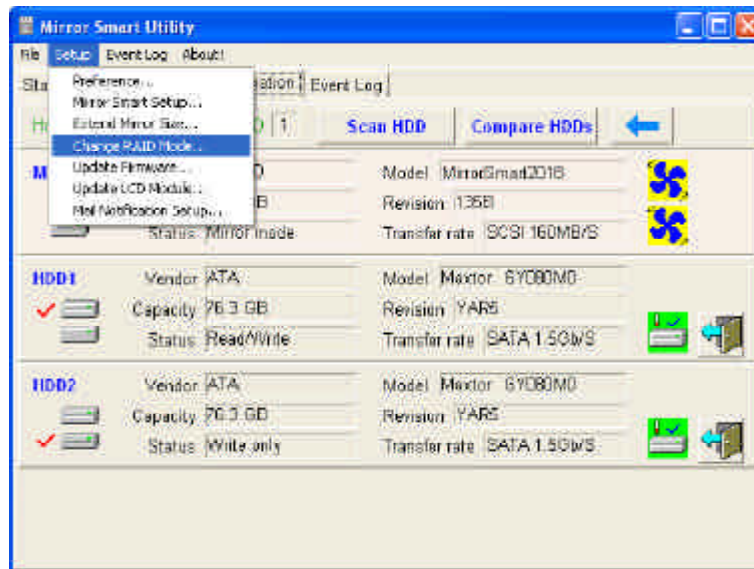 Mirror Smart Utility
File Setup Event Log About!
Sta Event Log
Preference...
Mirror Smart Setup...
Extend Mirror Size...
Change RAID Mode...
Update Firmware...
Update LCD Module...
Mail Notification Setup...
1 Scan HDD Compare HDDs
Model MirrorSmart2016
Revision
Status Mirror mode Transfer rate SCSI 160MB/S
HDD1 Vendor ATA Model Maxtor 6Y080M0
Capacity 76.3 GB Revision YAR5
Status Read/Write Transfer rate SATA 1.5Gb/S
HDD2 Vendor ATA Model Maxtor 6Y080M0
Capacity 76.3 GB Revision YAR5
Status Write only Transfer rate SATA 1.5Gb/S